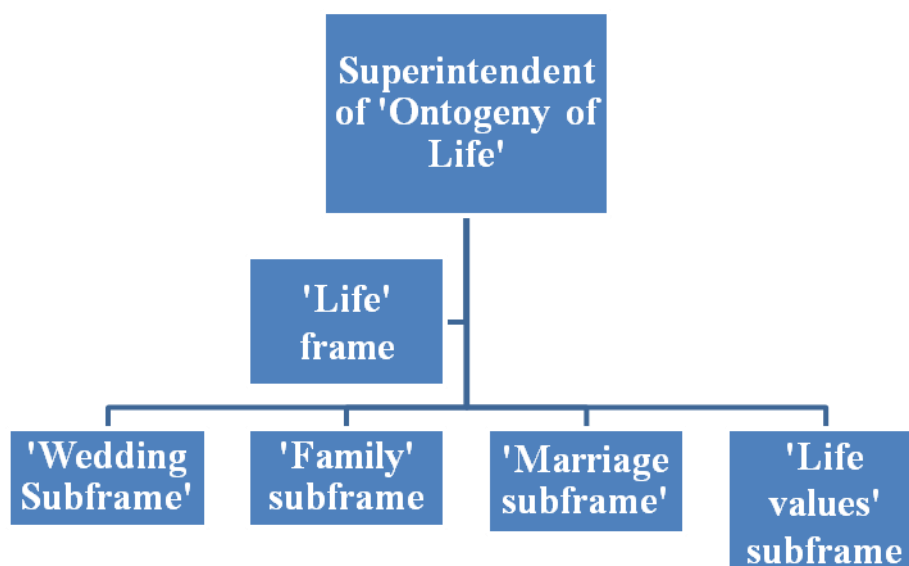 Superintendent
of 'Ontogeny of
Life'
'Life'
frame
'Wedding
Subframe'
'Family'
subframe
'Marriage
subframe'
'Life
values'
subframe